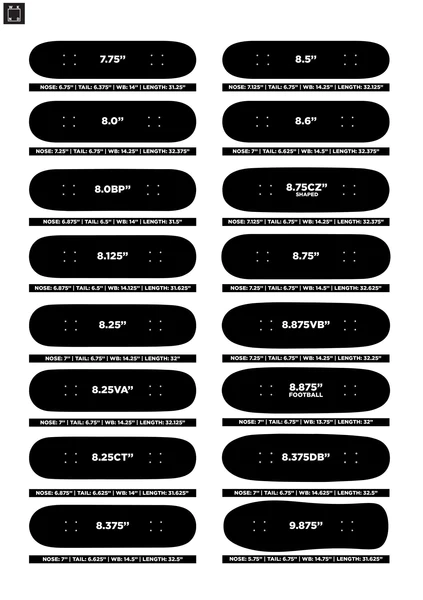 7.75”
NOSE: 6.75” | TAIL: 6.375” | WB: 14” | LENGTH: 31.25”
8.0”
NOSE: 7.25” | TAIL: 6.75” | WB: 14.25” | LENGTH: 32.375”
8.0BP”
NOSE: 6.875” | TAIL: 6.5” | WB: 14” | LENGTH: 31.5”
8.125”
NOSE: 6.875” | TAIL: 6.5” | WB: 14.125” | LENGTH: 31.625”
8.25”
NOSE: 7” | TAIL: 6.75” | WB: 14.25” | LENGTH: 32”
8.25VA”
NOSE: 7” | TAIL: 6.75” | WB: 14.25” | LENGTH: 32.125”
8.25CT”
NOSE: 6.875” | TAIL: 6.625” | WB: 14” | LENGTH: 31.625”
8.375”
NOSE: 7” | TAIL: 6.625” | WB: 14.5” | LENGTH: 32.5”
8.5”
NOSE: 7.125” | TAIL: 6.75” | WB: 14.25” | LENGTH: 32.125”
8.6”
NOSE: 7” | TAIL: 6.625” | WB: 14.5” | LENGTH: 32.375”
8.75CZ”
SHAPED
NOSE: 7.125” | TAIL: 6.75” | WB: 14.25” | LENGTH: 32.375”
8.75”
NOSE: 7.25” | TAIL: 6.75” | WB: 14.5” | LENGTH: 32.625”
8.875VB”
NOSE: 7.25” | TAIL: 6.75” | WB: 14.25” | LENGTH: 32.25”
8.875”
FOOTBALL
NOSE: 7” | TAIL: 6.75” | WB: 13.75” | LENGTH: 32”
8.375DB”
NOSE: 7” | TAIL: 6.75” | WB: 14.625” | LENGTH: 32.5”
9.875”
NOSE: 5.75” | TAIL: 6.75” | WB: 14.75” | LENGTH: 31.625”